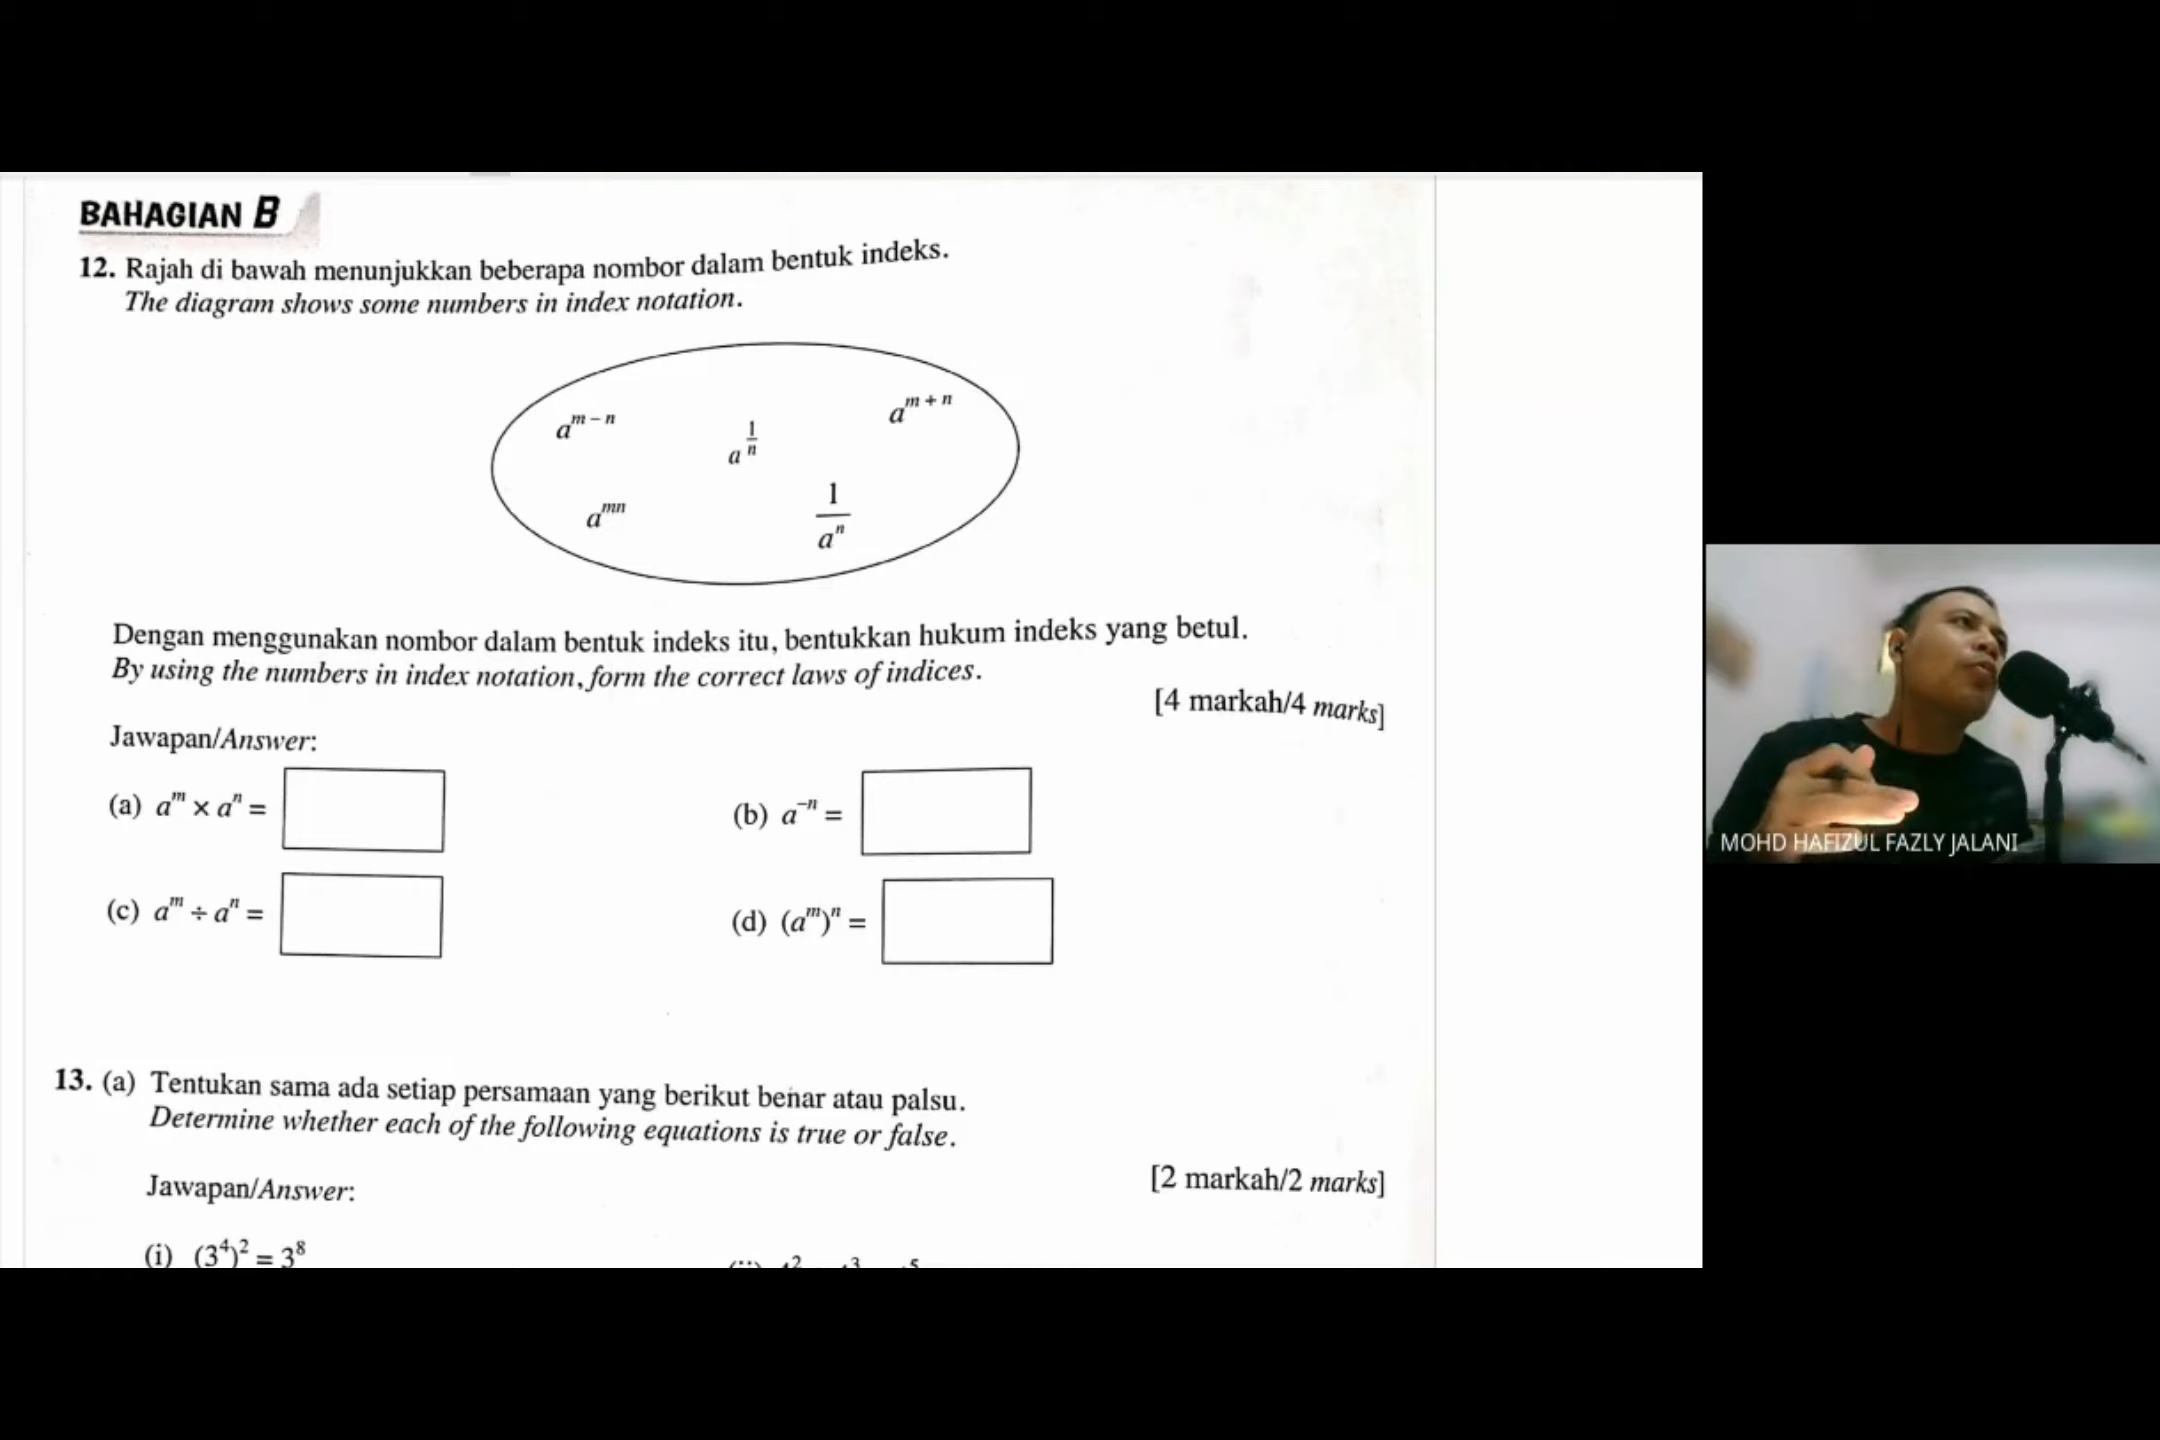 BAHAGIAN B
12. Rajah di bawah menunjukkan beberapa nombor dalam bentuk indeks.
The diagram shows some numbers in index notation.
a^{m − n}
a^{1/n}
a^{m + n}
a^{mn}
1/a^n
Dengan menggunakan nombor dalam bentuk indeks itu, bentukkan hukum indeks yang betul.
By using the numbers in index notation, form the correct laws of indices.
[4 markah/4 marks]
Jawapan/Answer:
(a) a^m × a^n =
(b) a^{−n} =
(c) a^m ÷ a^n =
(d) (a^m)^n =
13. (a) Tentukan sama ada setiap persamaan yang berikut benar atau palsu.
Determine whether each of the following equations is true or false.
[2 markah/2 marks]
Jawapan/Answer:
(i) (3^4)^2 = 3^8
MOHD HAFIZUL FAZLY JALANI